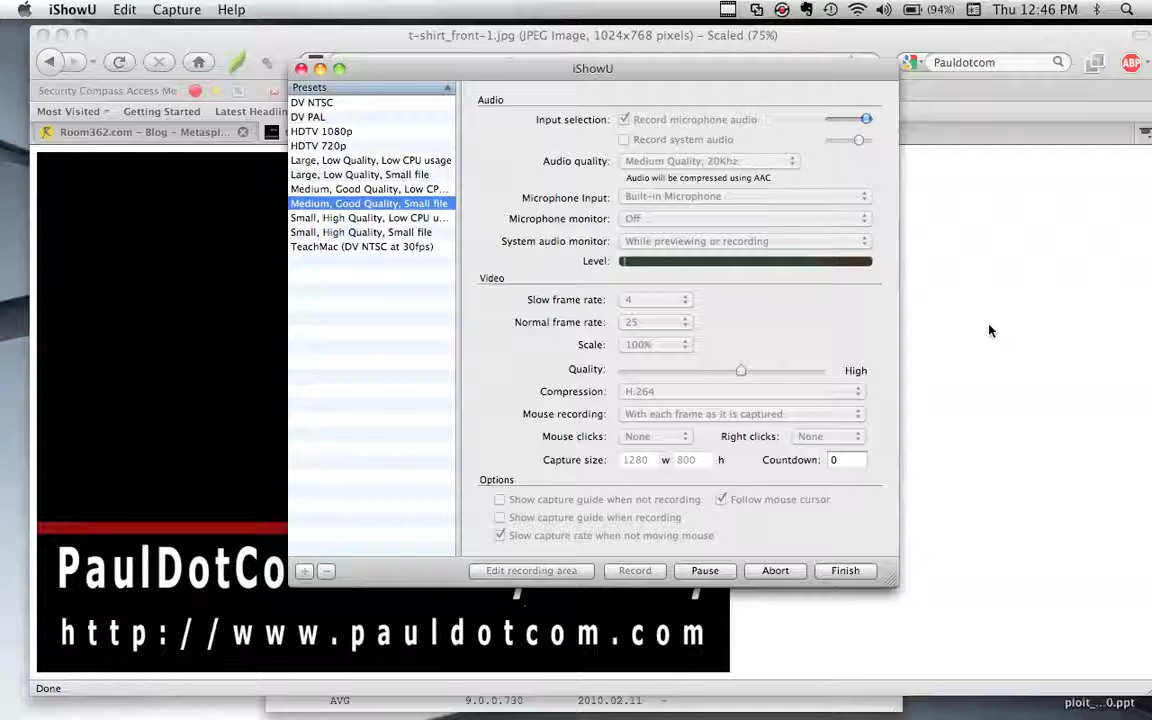 iShowU Edit Capture Help (94%) Thu 12:46 PM
t-shirt_front-1.jpg (JPEG Image, 1024x768 pixels) – Scaled (75%)
Pauldotcom ABP
Security Compass Access Me
Most Visited Getting Started Latest Headlin
Room362.com – Blog – Metaspl...
iShowU
Presets
DV NTSC
DV PAL
HDTV 1080p
HDTV 720p
Large, Low Quality, Low CPU usage
Large, Low Quality, Small file
Medium, Good Quality, Low CP...
Medium, Good Quality, Small file
Small, High Quality, Low CPU u...
Small, High Quality, Small file
TeachMac (DV NTSC at 30fps)
Audio
Input selection: Record microphone audio
Record system audio
Audio quality: Medium Quality, 20Khz
Audio will be compressed using AAC
Microphone Input: Built-in Microphone
Microphone monitor: Off
System audio monitor: While previewing or recording
Level:
Video
Slow frame rate: 4
Normal frame rate: 25
Scale: 100%
Quality: High
Compression: H.264
Mouse recording: With each frame as it is captured
Mouse clicks: None Right clicks: None
Capture size: 1280 w 800 h Countdown: 0
Options
Show capture guide when not recording Follow mouse cursor
Show capture guide when recording
Slow capture rate when not moving mouse
Edit recording area Record Pause Abort Finish
PaulDotCo
http://www.pauldotcom.com
Done
AVG 9.0.0.730 2010.02.11 –
ploit_...0.ppt